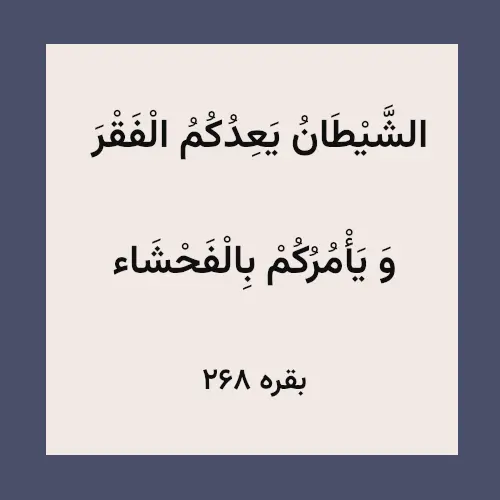 الشَّيْطَانُ يَعِدُكُمُ الْفَقْرَ
وَ يَأْمُرُكُمْ بِالْفَحْشَاء
بقره ۲۶۸